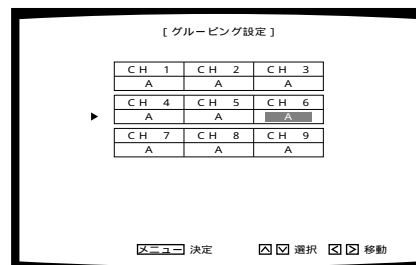 [ グルーピング設定 ]
CH 1 CH 2 CH 3
A A A
CH 4 CH 5 CH 6
A A A
CH 7 CH 8 CH 9
A A A
メニュー 決定 選択 移動